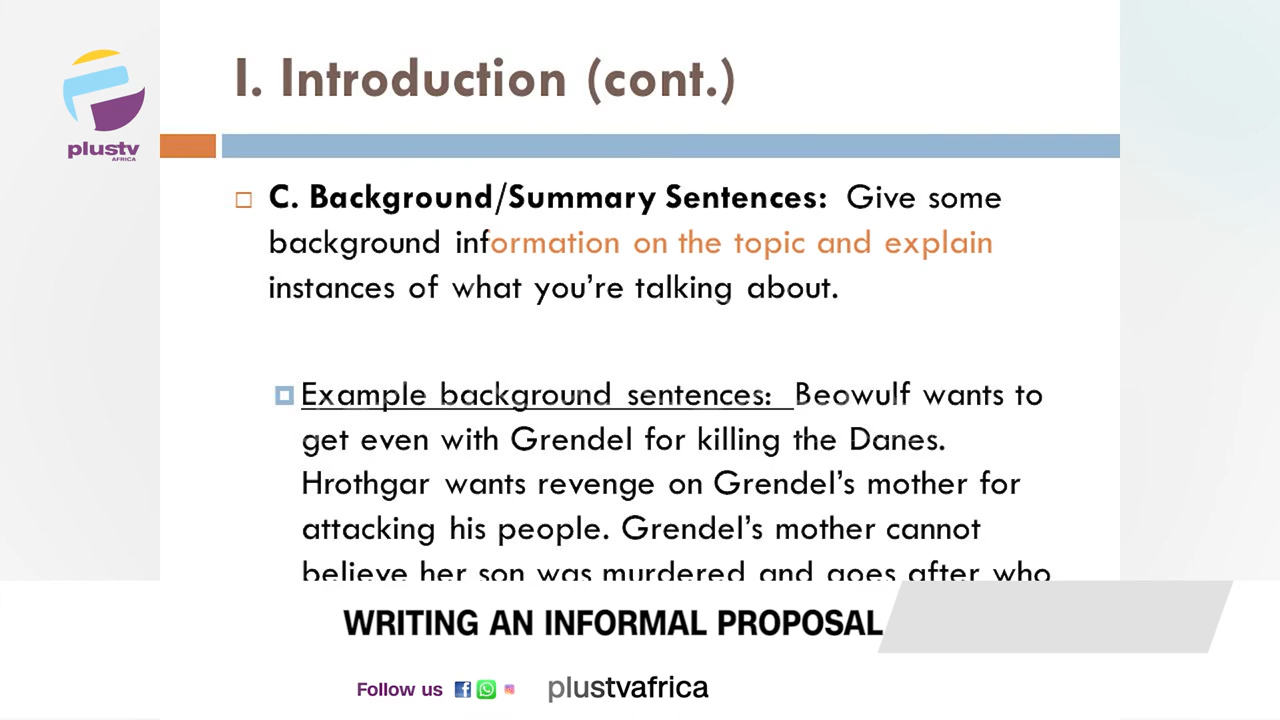 I. Introduction (cont.)
plustv
AFRICA
C. Background/Summary Sentences: Give some
background information on the topic and explain
instances of what you're talking about.
Example background sentences: Beowulf wants to
get even with Grendel for killing the Danes.
Hrothgar wants revenge on Grendel's mother for
attacking his people. Grendel's mother cannot
believe her son was murdered and goes after who
WRITING AN INFORMAL PROPOSAL
Follow us plustvafrica